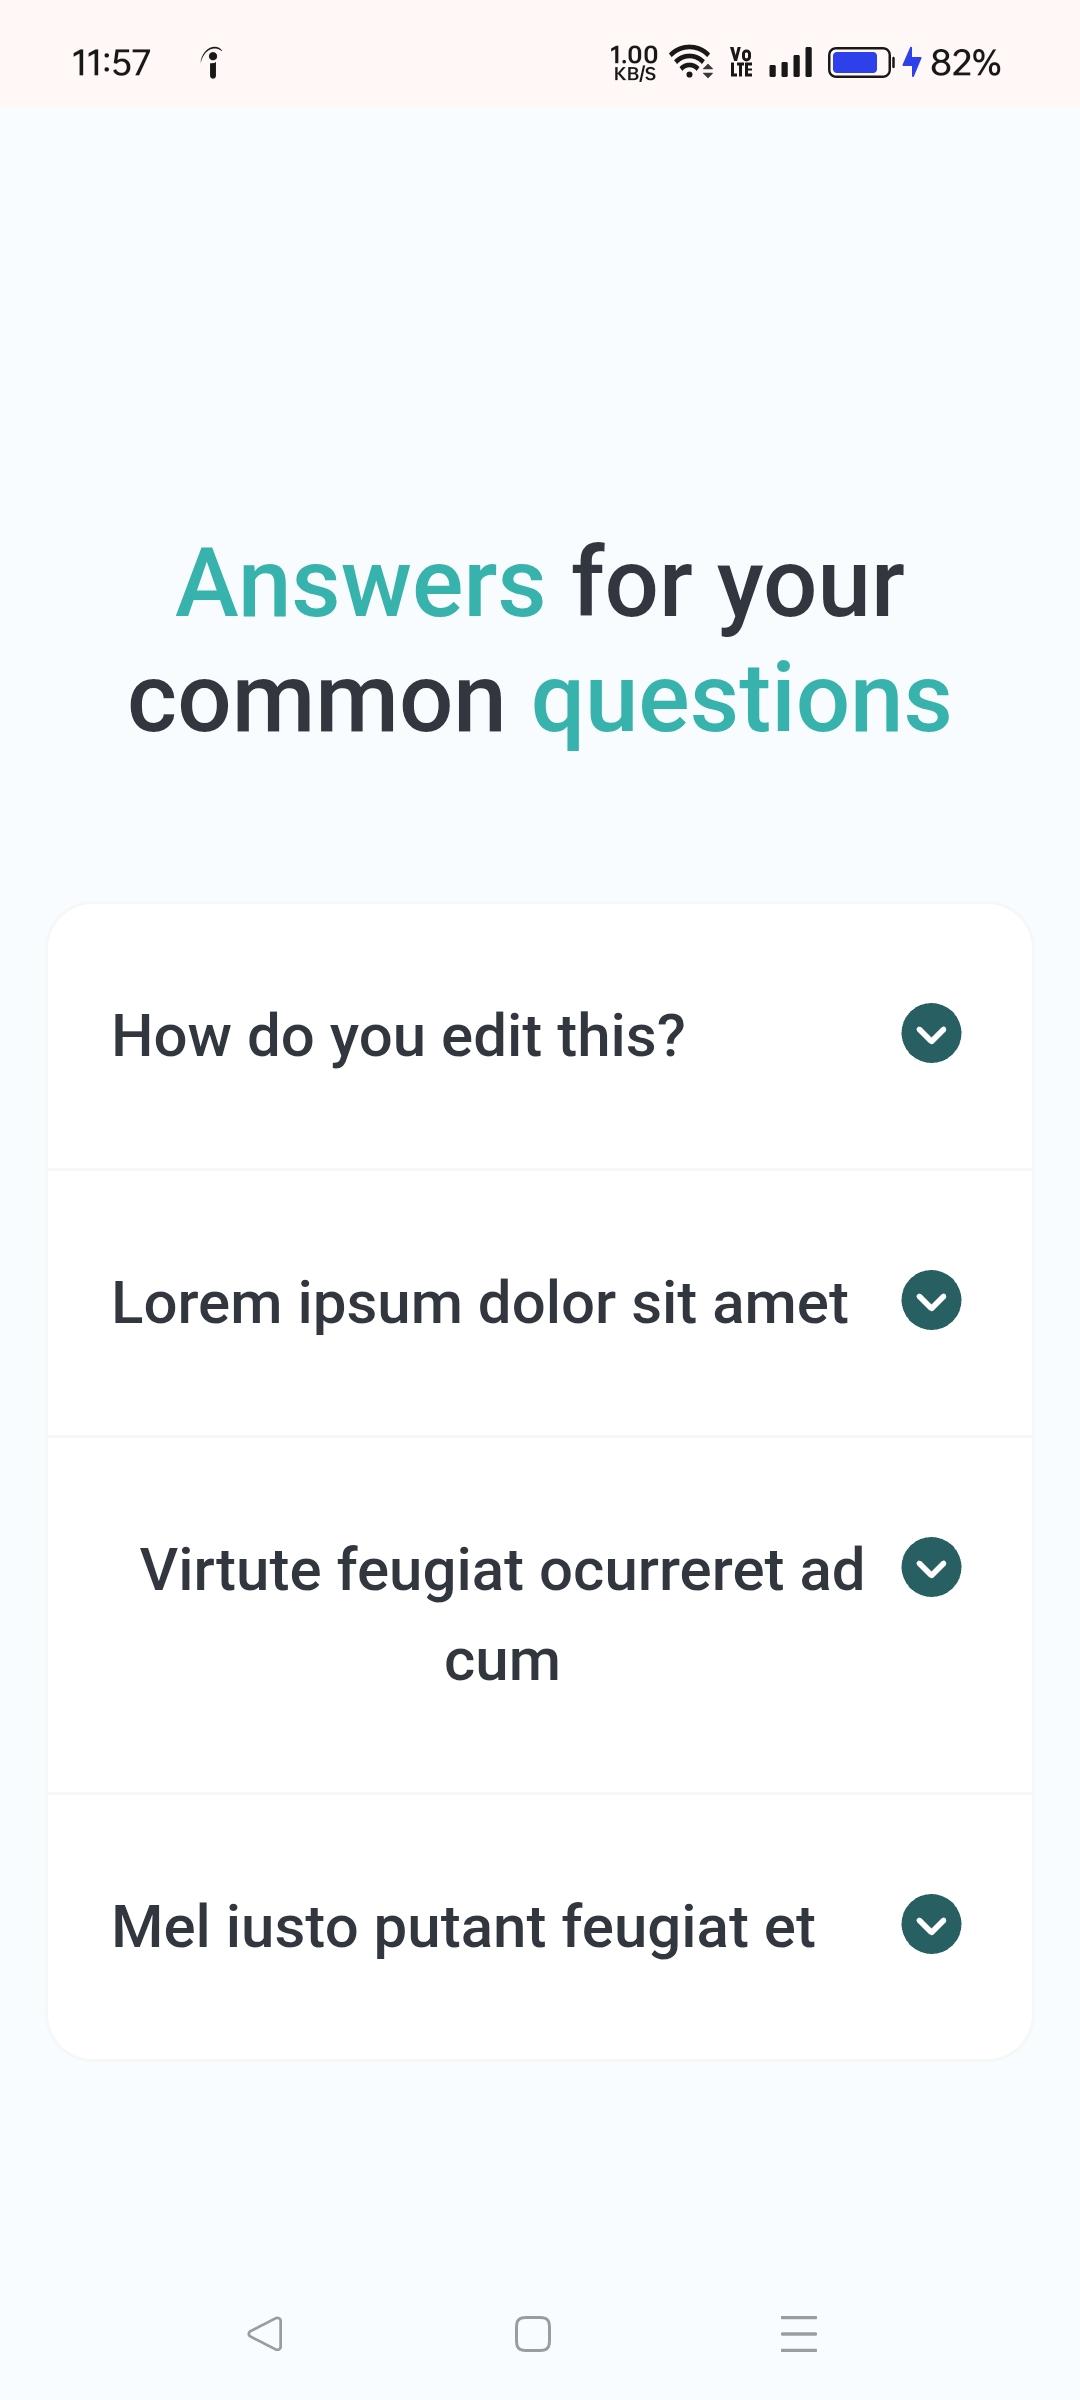 11:57
1.00
KB/S
Vo
LTE
82%
Answers for your
common questions
How do you edit this?
Lorem ipsum dolor sit amet
Virtute feugiat ocurreret ad
cum
Mel iusto putant feugiat et